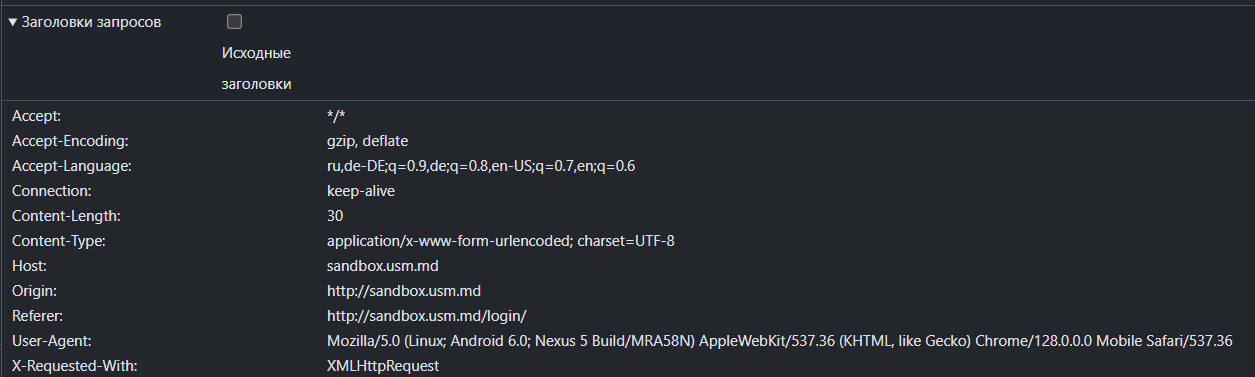 ▼ Заголовки запросов
Исходные
заголовки
Accept: */*
Accept-Encoding: gzip, deflate
Accept-Language: ru,de-DE;q=0.9,de;q=0.8,en-US;q=0.7,en;q=0.6
Connection: keep-alive
Content-Length: 30
Content-Type: application/x-www-form-urlencoded; charset=UTF-8
Host: sandbox.usm.md
Origin: http://sandbox.usm.md
Referer: http://sandbox.usm.md/login/
User-Agent: Mozilla/5.0 (Linux; Android 6.0; Nexus 5 Build/MRA58N) AppleWebKit/537.36 (KHTML, like Gecko) Chrome/128.0.0.0 Mobile Safari/537.36
X-Requested-With: XMLHttpRequest